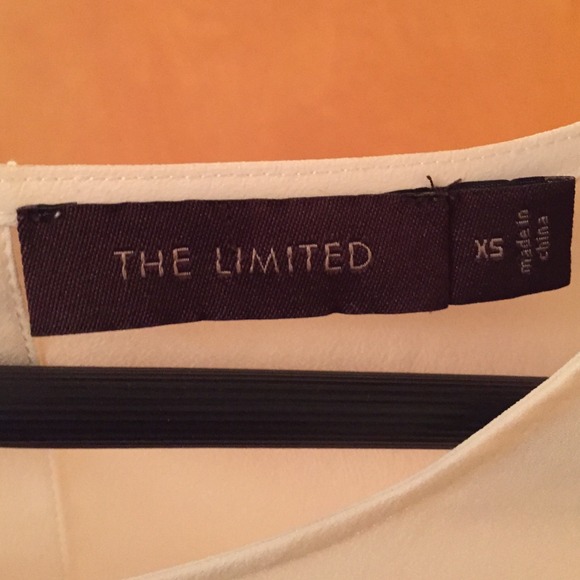 THE LIMITED
XS
made in
china